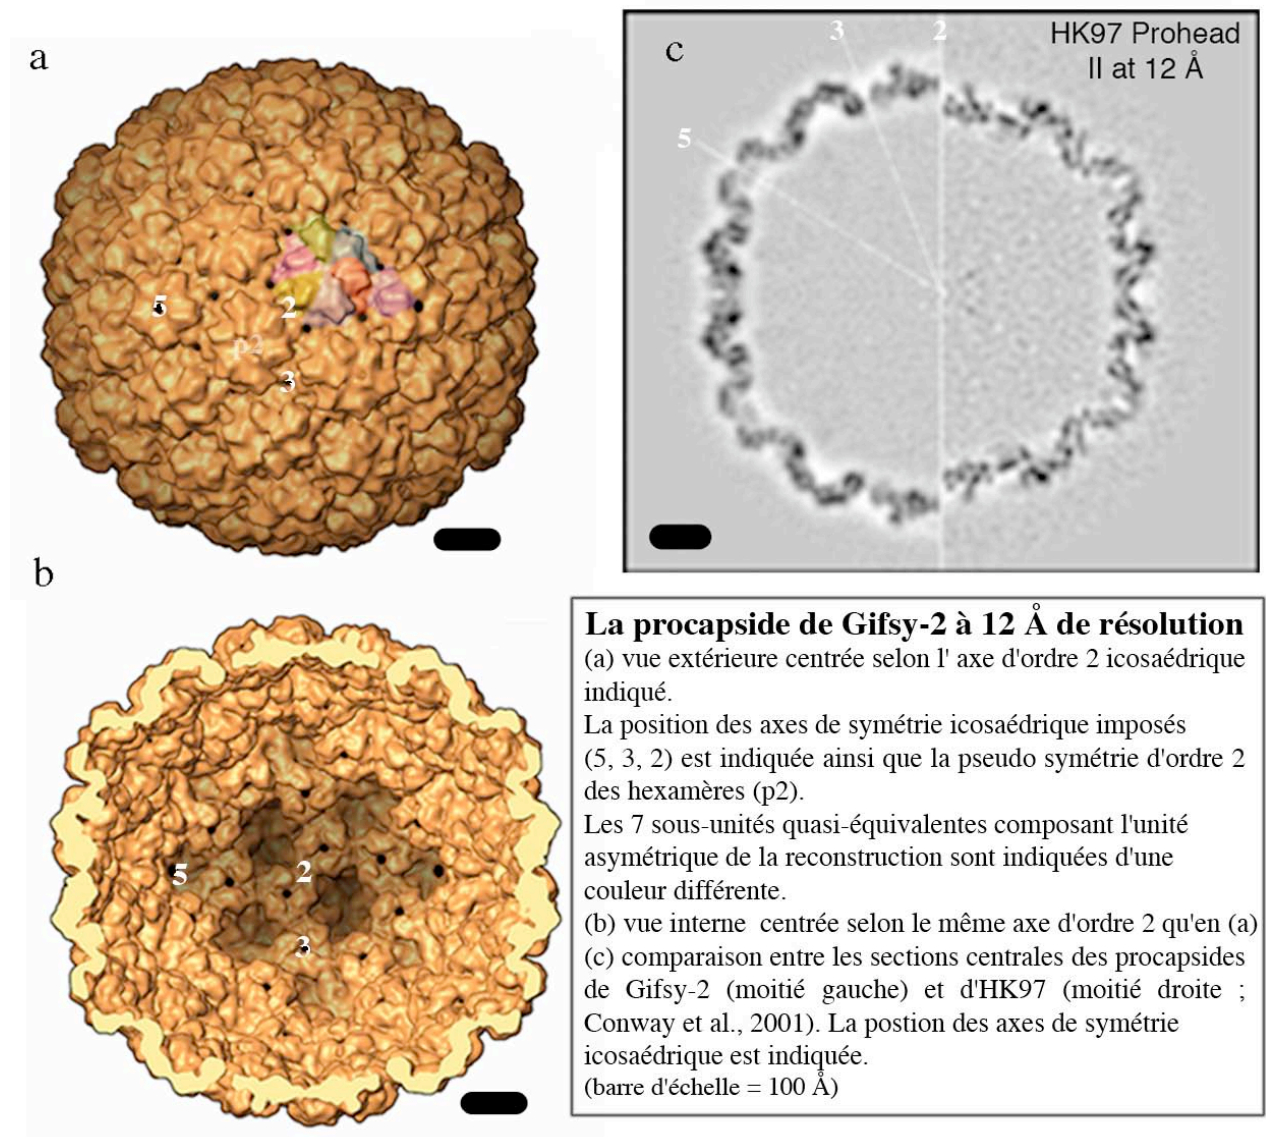 a
5
2
p2
3
b
5
2
3
c
3
2
5
HK97 Prohead
II at 12 Å
La procapside de Gifsy-2 à 12 Å de résolution
(a) vue extérieure centrée selon l' axe d'ordre 2 icosaédrique
indiqué.
La position des axes de symétrie icosaédrique imposés
(5, 3, 2) est indiquée ainsi que la pseudo symétrie d'ordre 2
des hexamères (p2).
Les 7 sous-unités quasi-équivalentes composant l'unité
asymétrique de la reconstruction sont indiquées d'une
couleur différente.
(b) vue interne centrée selon le même axe d'ordre 2 qu'en (a)
(c) comparaison entre les sections centrales des procapsides
de Gifsy-2 (moitié gauche) et d'HK97 (moitié droite ;
Conway et al., 2001). La postion des axes de symétrie
icosaédrique est indiquée.
(barre d'échelle = 100 Å)